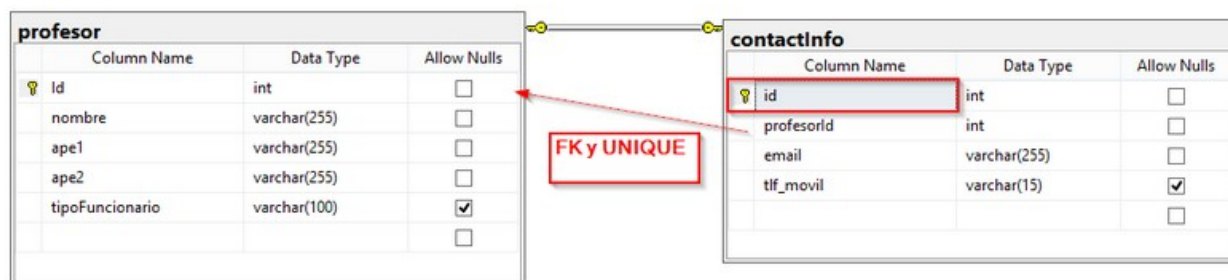 profesor
Column Name Data Type Allow Nulls
Id int
nombre varchar(255)
ape1 varchar(255)
ape2 varchar(255)
tipoFuncionario varchar(100)
FK y UNIQUE
contactInfo
Column Name Data Type Allow Nulls
id int
profesorId int
email varchar(255)
tlf_movil varchar(15)